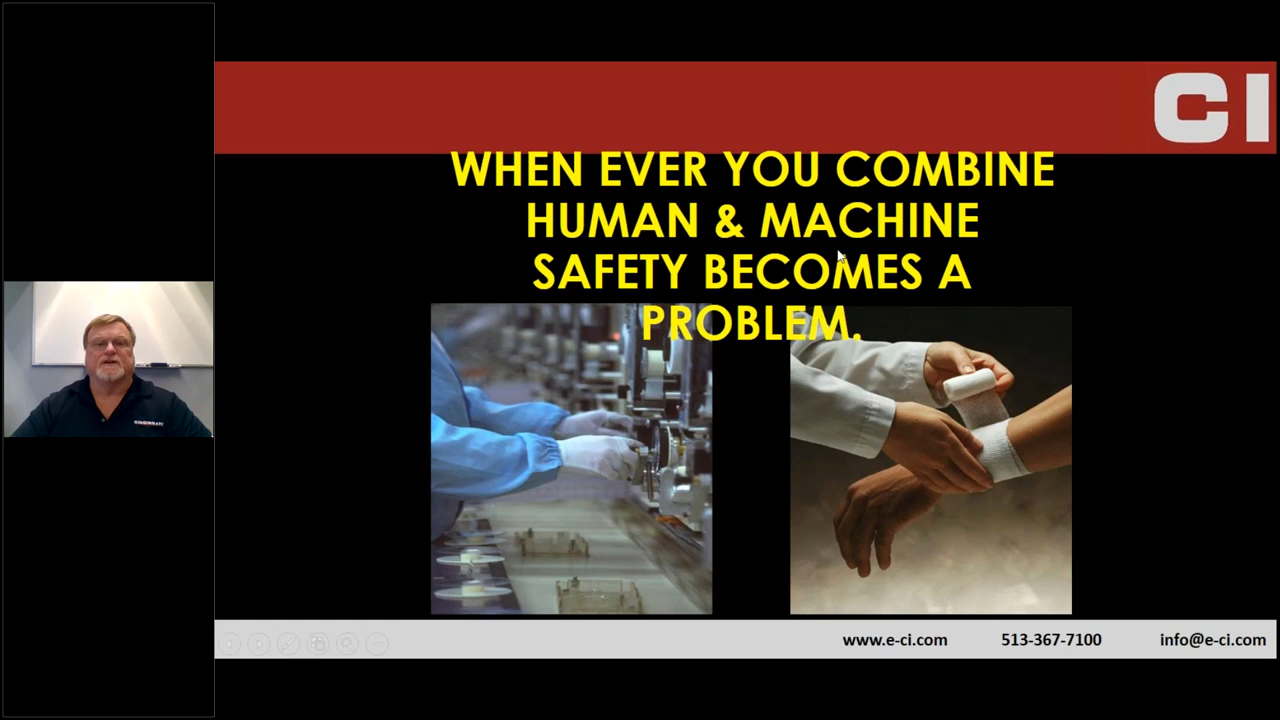 CI
WHEN EVER YOU COMBINE
HUMAN & MACHINE
SAFETY BECOMES A
PROBLEM.
www.e-ci.com 513-367-7100 info@e-ci.com